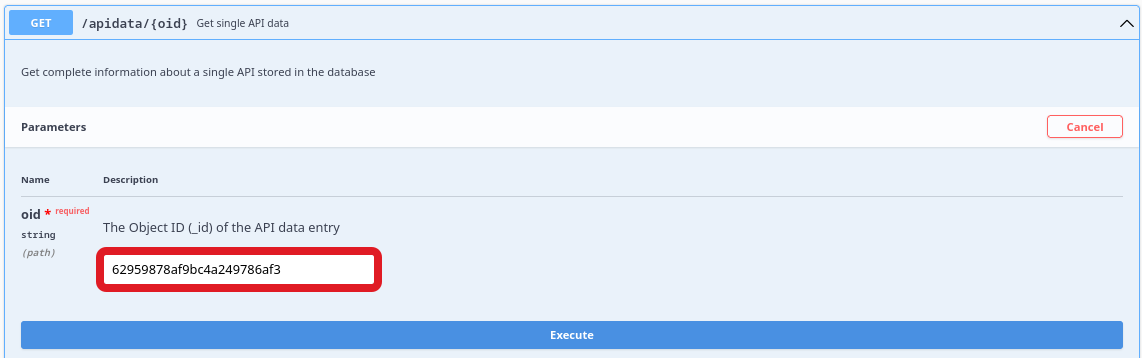 GET /apidata/{oid} Get single API data
Get complete information about a single API stored in the database
Parameters Cancel
Name Description
oid * required
The Object ID (_id) of the API data entry
string
(path)
62959878af9bc4a249786af3
Execute